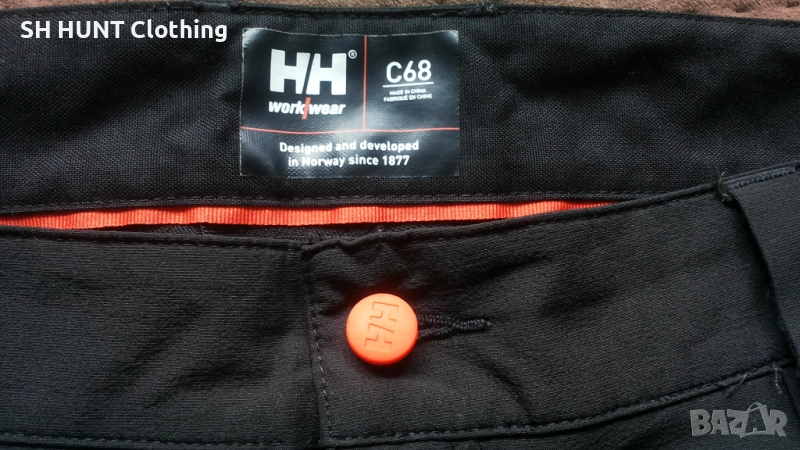 SH HUNT Clothing
HH®
workwear
C68
MADE IN CHINA
FABRIQUÉ EN CHINE
Designed and developed
in Norway since 1877
HH
BAZAR